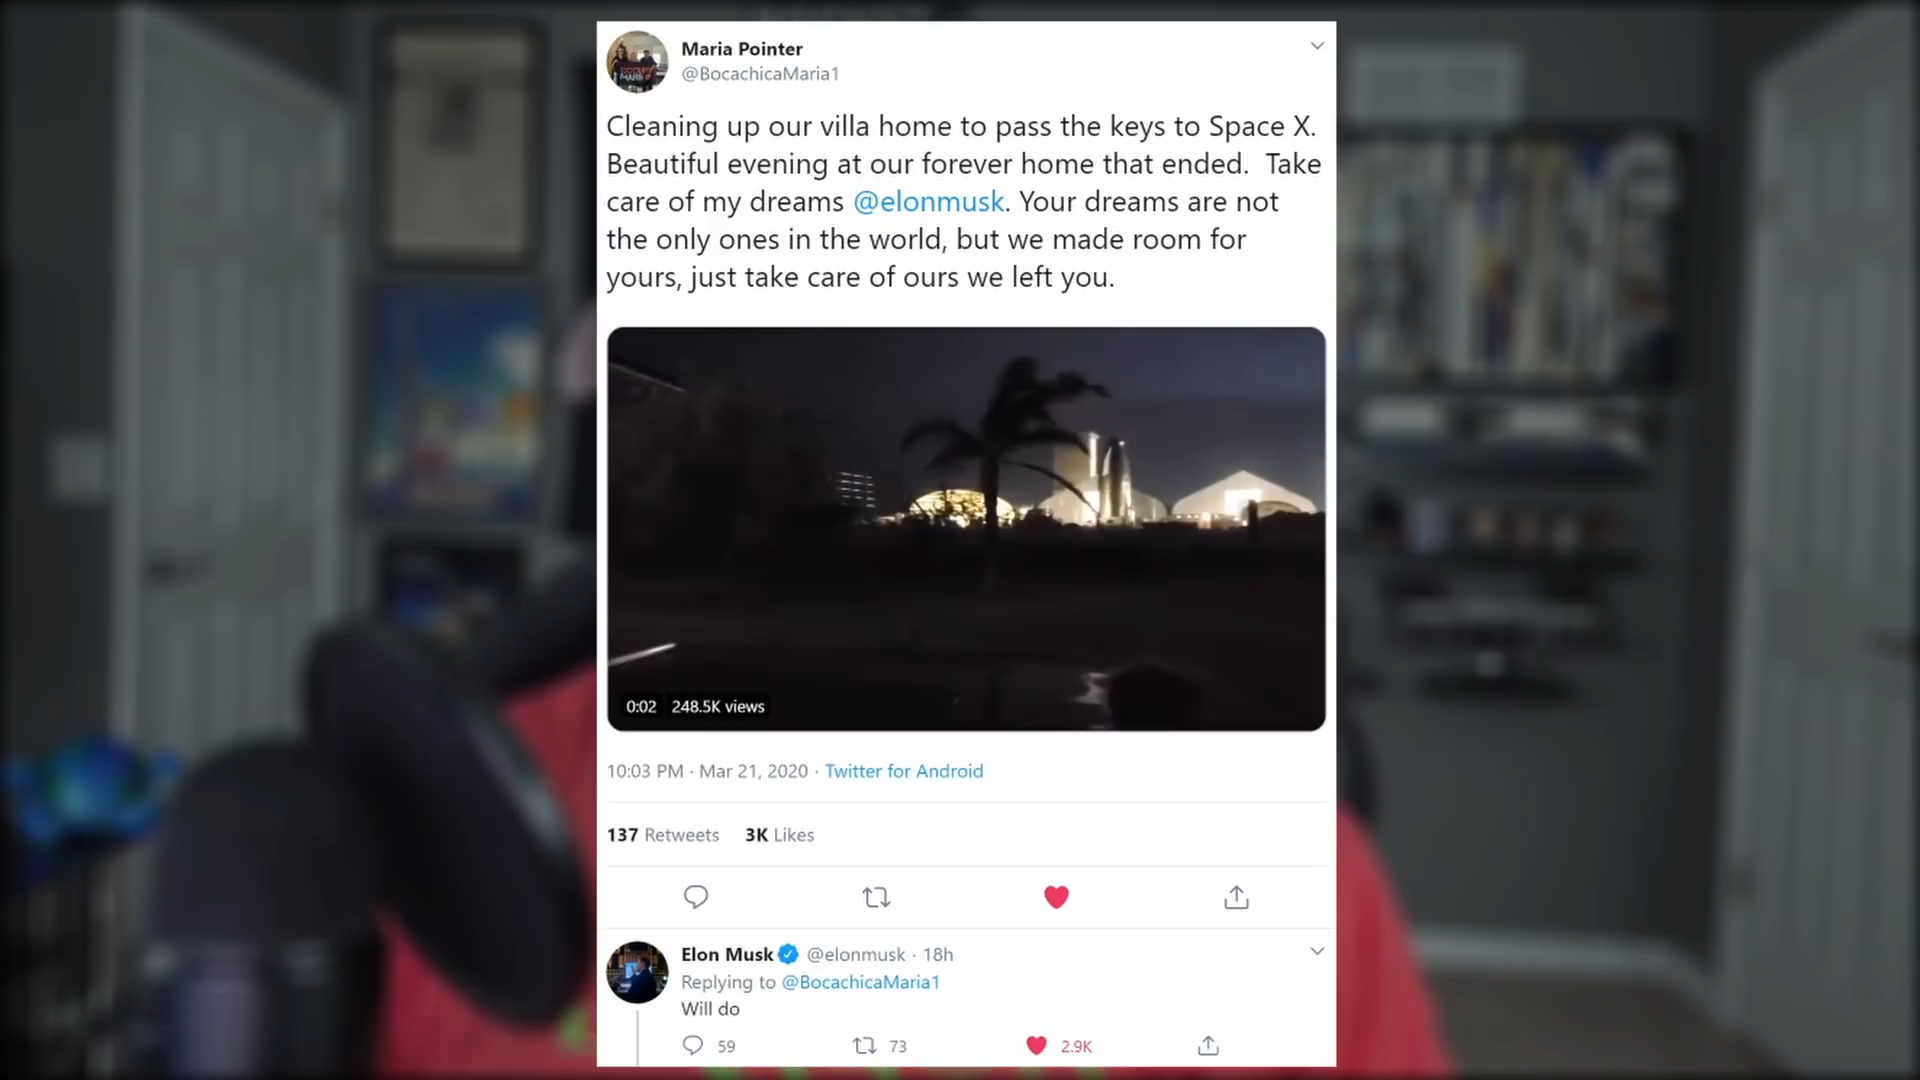 Maria Pointer
@BocachicaMaria1
Cleaning up our villa home to pass the keys to Space X.
Beautiful evening at our forever home that ended. Take
care of my dreams @elonmusk. Your dreams are not
the only ones in the world, but we made room for
yours, just take care of ours we left you.
0:02 248.5K views
10:03 PM · Mar 21, 2020 · Twitter for Android
137 Retweets 3K Likes
Elon Musk @elonmusk · 18h
Replying to @BocachicaMaria1
Will do
59 73 2.9K